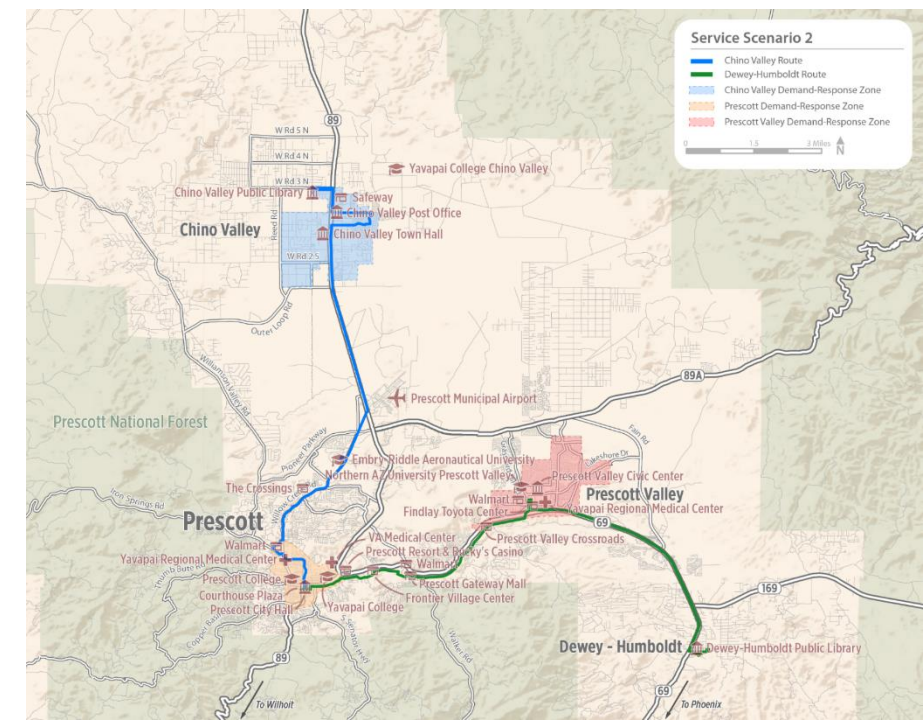 Service Scenario 2
Chino Valley Route
Dewey-Humboldt Route
Chino Valley Demand-Response Zone
Prescott Demand-Response Zone
Prescott Valley Demand-Response Zone
0 1.5 3 Miles
N
89
W Rd 5 N
W Rd 4 N
Yavapai College Chino Valley
W Rd 3 N
Chino Valley Public Library
Safeway
Reed Rd
Chino Valley Post Office
Chino Valley
Chino Valley Town Hall
W Rd 2.5
Outer Loop Rd
Williamson Valley Rd
89A
Prescott Municipal Airport
Prescott National Forest
Pioneer Parkway
Fain Rd
Embry-Riddle Aeronautical University
Lakeshore Dr
Northern AZ University Prescott Valley
Prescott Valley Civic Center
The Crossings
Iron Springs Rd
Walmart
Prescott Valley
Findlay Toyota Center
Yavapai Regional Medical Center
Prescott
69
VA Medical Center
Prescott Valley Crossroads
Walmart
Prescott Resort & Bucky's Casino
Yavapai Regional Medical Center
Walmart
Prescott College
Prescott Gateway Mall
Courthouse Plaza
Frontier Village Center
Prescott City Hall
Yavapai College
169
Walker Rd
Dewey - Humboldt
Dewey-Humboldt Public Library
89
69
To Wilhoit
To Phoenix